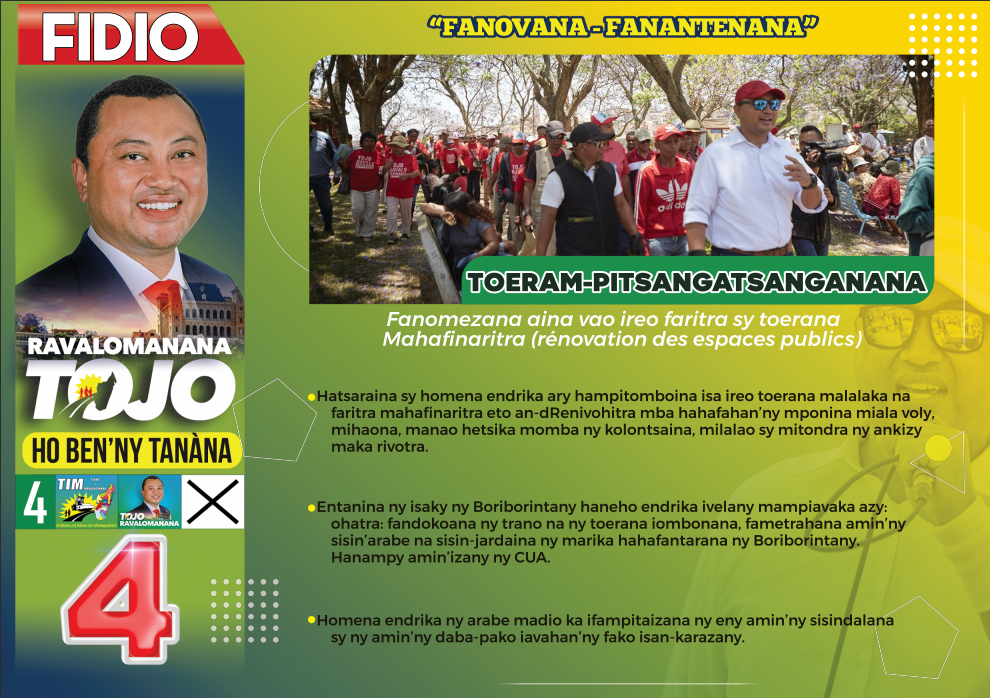 FIDIO
RAVALOMANANA
TOJO
HO BEN'NY TANÀNA
4
TIM
TOJO
RAVALOMANANA
4
“FANOVANA - FANANTENANA”
TOJO
adidas
TOERAM-PITSANGATSANGANANA
Fanomezana aina vao ireo faritra sy toerana
Mahafinaritra (rénovation des espaces publics)
•Hatsaraina sy homena endrika ary hampitomboina isa ireo toerana malalaka na
faritra mahafinaritra eto an-dRenivohitra mba hahafahan’ny mponina miala voly,
mihaona, manao hetsika momba ny kolontsaina, milalao sy mitondra ny ankizy
maka rivotra.
•Entanina ny isaky ny Boriborintany haneho endrika ivelany mampiavaka azy:
ohatra: fandokoana ny trano na ny toerana iombonana, fametrahana amin’ny
sisin’arabe na sisin-jardaina ny marika hahafantarana ny Boriborintany.
Hanampy amin’izany ny CUA.
•Homena endrika ny arabe madio ka ifampitaizana ny eny amin’ny sisindalana
sy ny amin’ny daba-pako iavahan’ny fako isan-karazany.